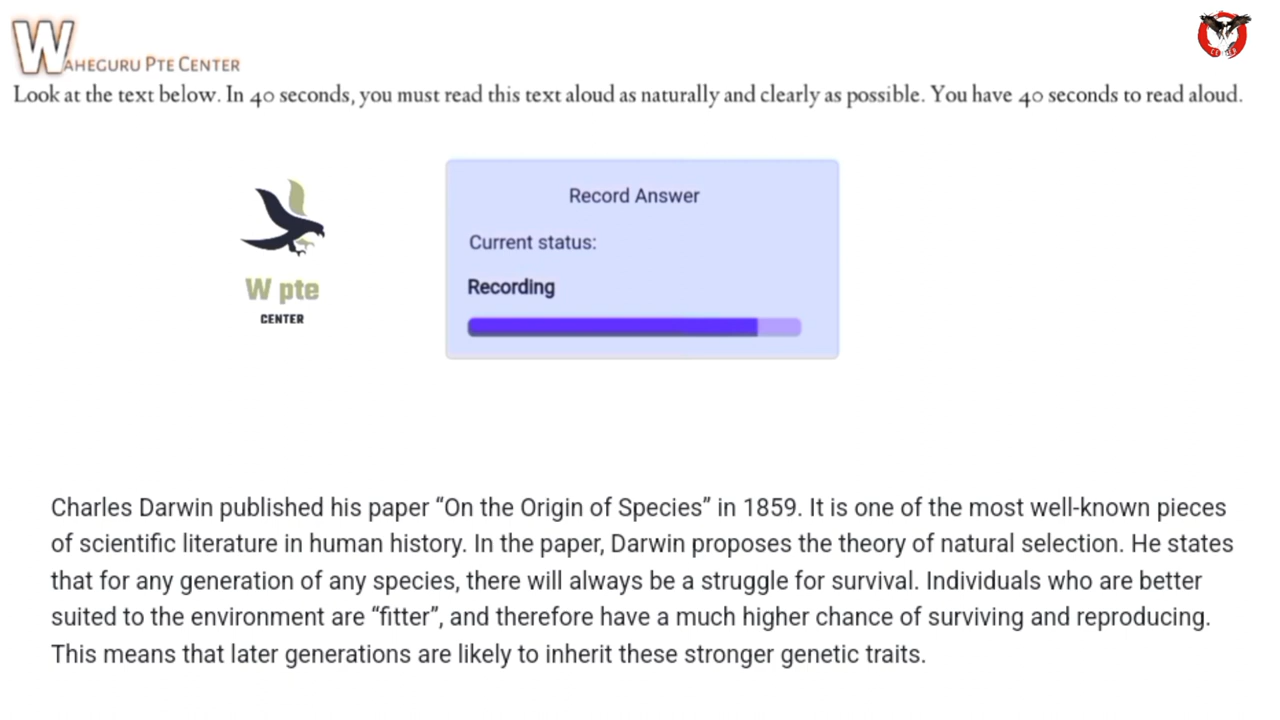 WAHEGURU PTE CENTER
Look at the text below. In 40 seconds, you must read this text aloud as naturally and clearly as possible. You have 40 seconds to read aloud.
Record Answer
Current status:
Recording
W pte
CENTER
Charles Darwin published his paper “On the Origin of Species” in 1859. It is one of the most well-known pieces
of scientific literature in human history. In the paper, Darwin proposes the theory of natural selection. He states
that for any generation of any species, there will always be a struggle for survival. Individuals who are better
suited to the environment are “fitter”, and therefore have a much higher chance of surviving and reproducing.
This means that later generations are likely to inherit these stronger genetic traits.